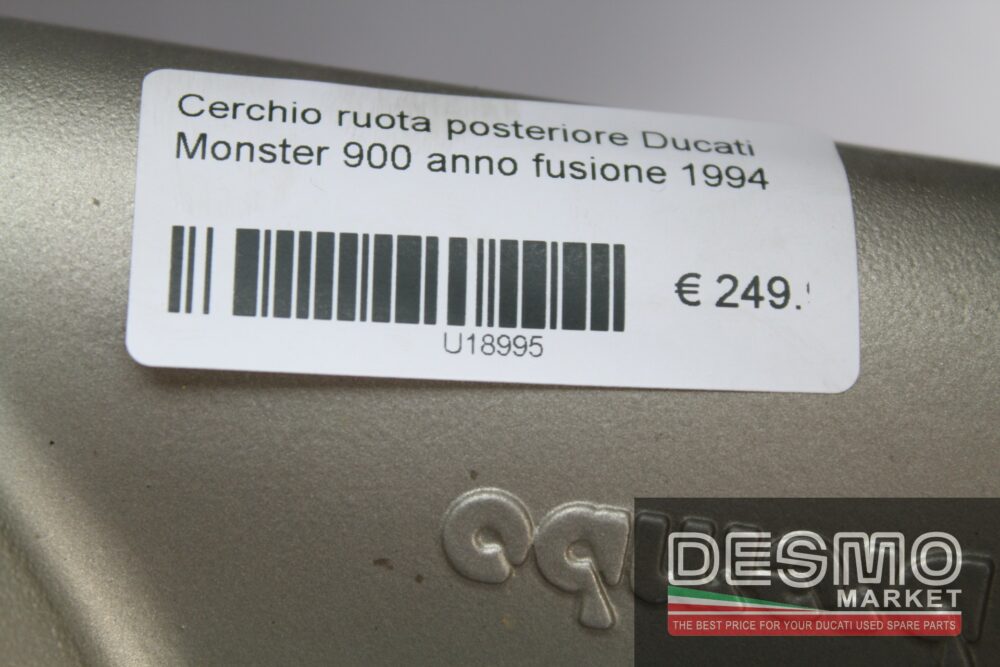 Cerchio ruota posteriore Ducati
Monster 900 anno fusione 1994
€ 249.
U18995
DESMO
MARKET
THE BEST PRICE FOR YOUR DUCATI USED SPARE PARTS